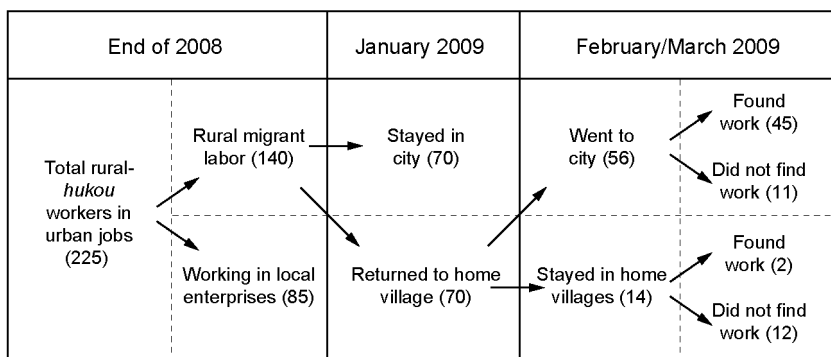 End of 2008
January 2009
February/March 2009
Total rural-
hukou
workers in
urban jobs
(225)
Rural migrant
labor (140)
Working in local
enterprises (85)
Stayed in
city (70)
Returned to home
village (70)
Went to
city (56)
Stayed in home
villages (14)
Found
work (45)
Did not find
work (11)
Found
work (2)
Did not find
work (12)